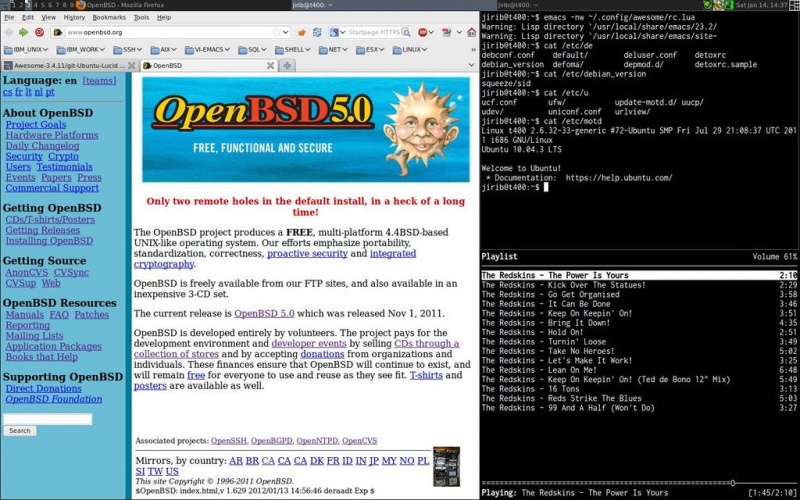 1 2 3 4 5 6 7 8 9 OpenBSD - Mozilla Firefox jirib@t400: ~ jirib@t400: ~ Sat Jan 14, 14:37
File Edit View History Bookmarks Tools Help
www.openbsd.org Startpage HTTPS
IBM_UNIX IBM_WORK SSH AIX VI-EMACS SQL SHELL NET ESX LINUX
Awesome-3.4.11/git-Ubuntu-Lucid ... OpenBSD
Language: en [teams]
cs fr lt nl pt
About OpenBSD
Project Goals
Hardware Platforms
Daily Changelog
Security Crypto
Users Testimonials
Events Papers Press
Commercial Support
Getting OpenBSD
CDs/T-shirts/Posters
Getting Releases
Installing OpenBSD
Getting Source
AnonCVS CVSync
CVSup Web
OpenBSD Resources
Manuals FAQ Patches
Reporting
Mailing Lists
Application Packages
Books that Help
Supporting OpenBSD
Direct Donations
OpenBSD Foundation
Search
OpenBSD 5.0
FREE, FUNCTIONAL AND SECURE
Only two remote holes in the default install, in a heck of a long
time!
The OpenBSD project produces a FREE, multi-platform 4.4BSD-based
UNIX-like operating system. Our efforts emphasize portability,
standardization, correctness, proactive security and integrated
cryptography.
OpenBSD is freely available from our FTP sites, and also available in an
inexpensive 3-CD set.
The current release is OpenBSD 5.0 which was released Nov 1, 2011.
OpenBSD is developed entirely by volunteers. The project pays for the
development environment and developer events by selling CDs through a
collection of stores and by accepting donations from organizations and
individuals. These finances ensure that OpenBSD will continue to exist, and
will remain free for everyone to use and reuse as they see fit. T-shirts and
posters are available as well.
Associated projects: OpenSSH, OpenBGPD, OpenNTPD, OpenCVS
Mirrors, by country: AR BR CA CA CA DK FR ID IN JP MY NO PL
SI TW US
This site Copyright © 1996-2011 OpenBSD.
$OpenBSD: index.html,v 1.629 2012/01/13 14:56:46 deraadt Exp $
jirib@t400:~$ emacs -nw ~/.config/awesome/rc.lua
Warning: Lisp directory '/usr/local/share/emacs/23.2/
Warning: Lisp directory '/usr/local/share/emacs/site-
jirib@t400:~$ cat /etc/de
debconf.conf default/ deluser.conf detoxrc
debian_version defoma/ depmod.d/ detoxrc.sample
jirib@t400:~$ cat /etc/debian_version
squeeze/sid
jirib@t400:~$ cat /etc/u
ucf.conf ufw/ update-motd.d/ uucp/
udev/ uniconf.conf urlview/
jirib@t400:~$ cat /etc/motd
Linux t400 2.6.32-33-generic #72-Ubuntu SMP Fri Jul 29 21:08:37 UTC 201
1 i686 GNU/Linux
Ubuntu 10.04.3 LTS
Welcome to Ubuntu!
* Documentation: https://help.ubuntu.com/
jirib@t400:~$
Playlist Volume 61%
The Redskins - The Power Is Yours 2:10
The Redskins - Kick Over The Statues! 2:29
The Redskins - Go Get Organised 3:58
The Redskins - It Can Be Done 3:46
The Redskins - Keep On Keepin' On! 3:51
The Redskins - Bring It Down! 4:35
The Redskins - Hold On! 2:51
The Redskins - Turnin' Loose 3:49
The Redskins - Take No Heroes! 5:02
The Redskins - Let's Make It Work! 3:25
The Redskins - Lean On Me! 6:48
The Redskins - Keep On Keepin' On! (Ted de Bono 12" Mix) 5:49
The Redskins - 16 Tons 3:13
The Redskins - Reds Strike The Blues 5:03
The Redskins - 99 And A Half (Won't Do) 3:27
Playing: The Redskins - The Power Is Yours [1:45/2:10]